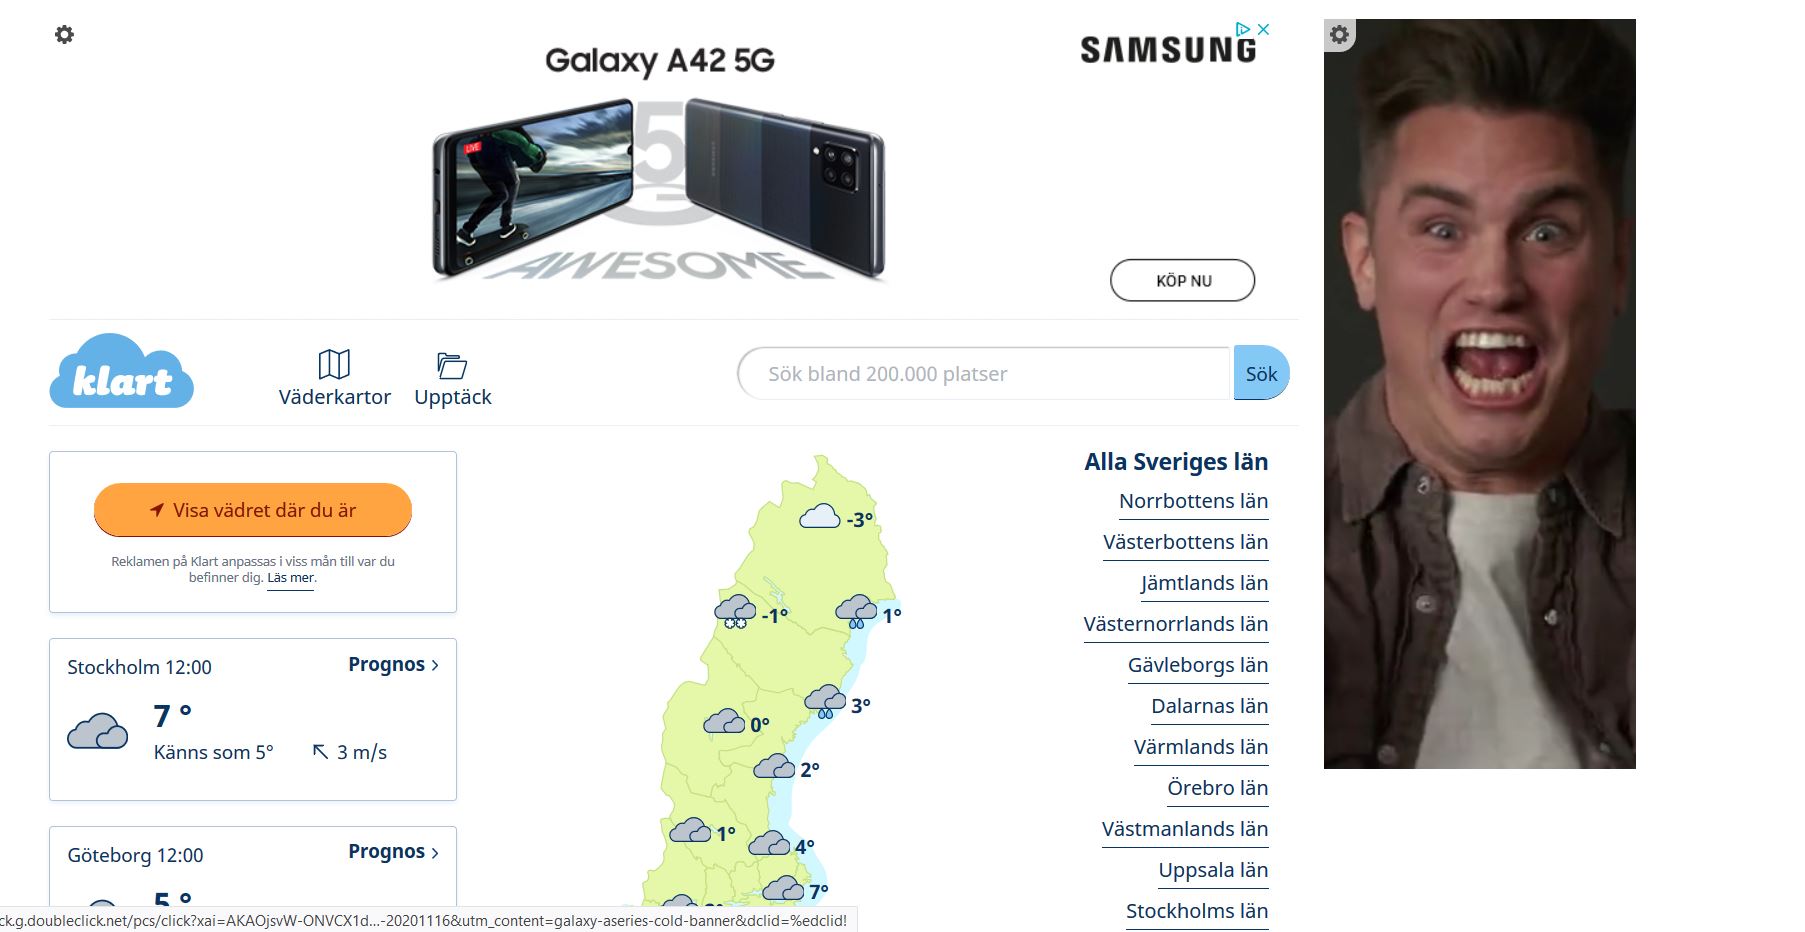 Galaxy A42 5G
SAMSUNG
LIVE
5G
AWESOME
KÖP NU
klart
Väderkartor
Upptäck
Sök bland 200.000 platser
Sök
Visa vädret där du är
Reklamen på Klart anpassas i viss mån till var du
befinner dig. Läs mer.
Stockholm 12:00
Prognos
7 °
Känns som 5°
3 m/s
Göteborg 12:00
Prognos
5 °
-3°
-1°
1°
3°
0°
2°
1°
4°
7°
Alla Sveriges län
Norrbottens län
Västerbottens län
Jämtlands län
Västernorrlands län
Gävleborgs län
Dalarnas län
Värmlands län
Örebro län
Västmanlands län
Uppsala län
Stockholms län
ck.g.doubleclick.net/pcs/click?xai=AKAOjsvW-ONVCX1d...-20201116&utm_content=galaxy-aseries-cold-banner&dclid=%edclid!